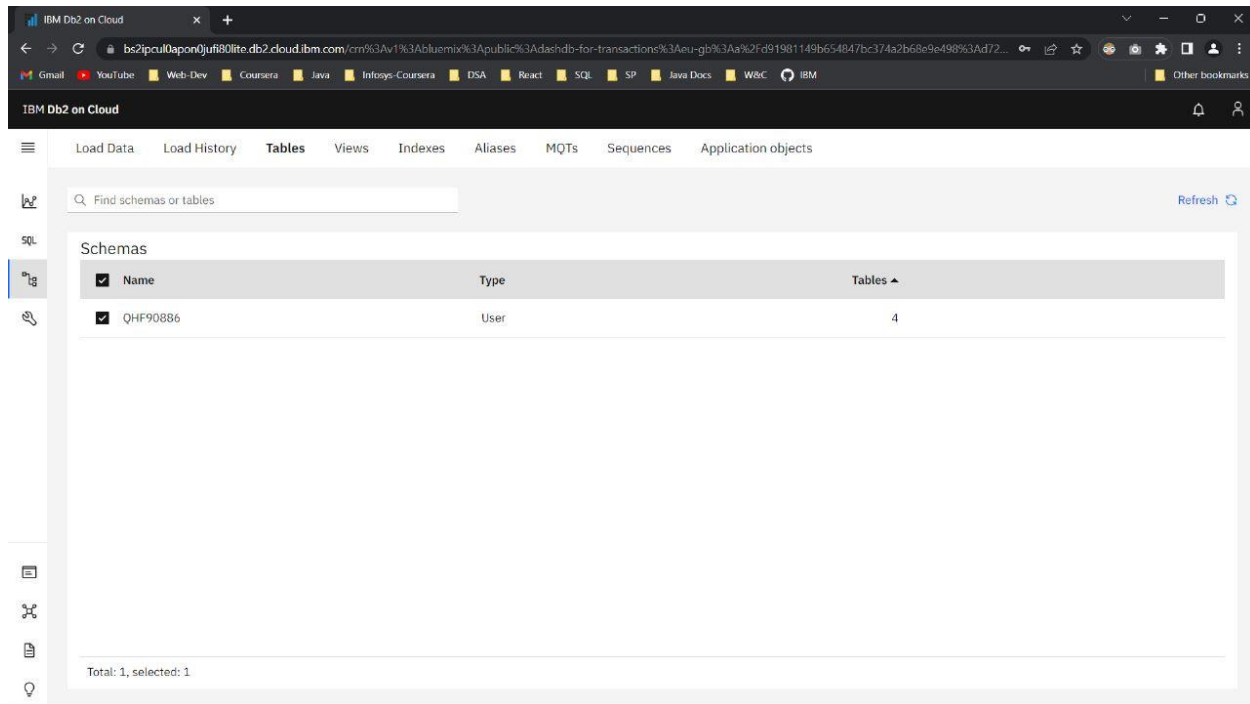 IBM Db2 on Cloud
bs2ipcul0apon0jufi80lite.db2.cloud.ibm.com/crn%3Av1%3Abluemix%3Apublic%3Adashdb-for-transactions%3Aeu-gb%3Aa%2Fd91981149b654847bc374a2b68e9e498%3Ad72...
Gmail YouTube Web-Dev Coursera Java Infosys-Coursera DSA React SQL SP Java Docs W&C IBM Other bookmarks
IBM Db2 on Cloud
Load Data Load History Tables Views Indexes Aliases MQTs Sequences Application objects
Find schemas or tables Refresh
SQL
Schemas
Name Type Tables
QHF90886 User 4
Total: 1, selected: 1